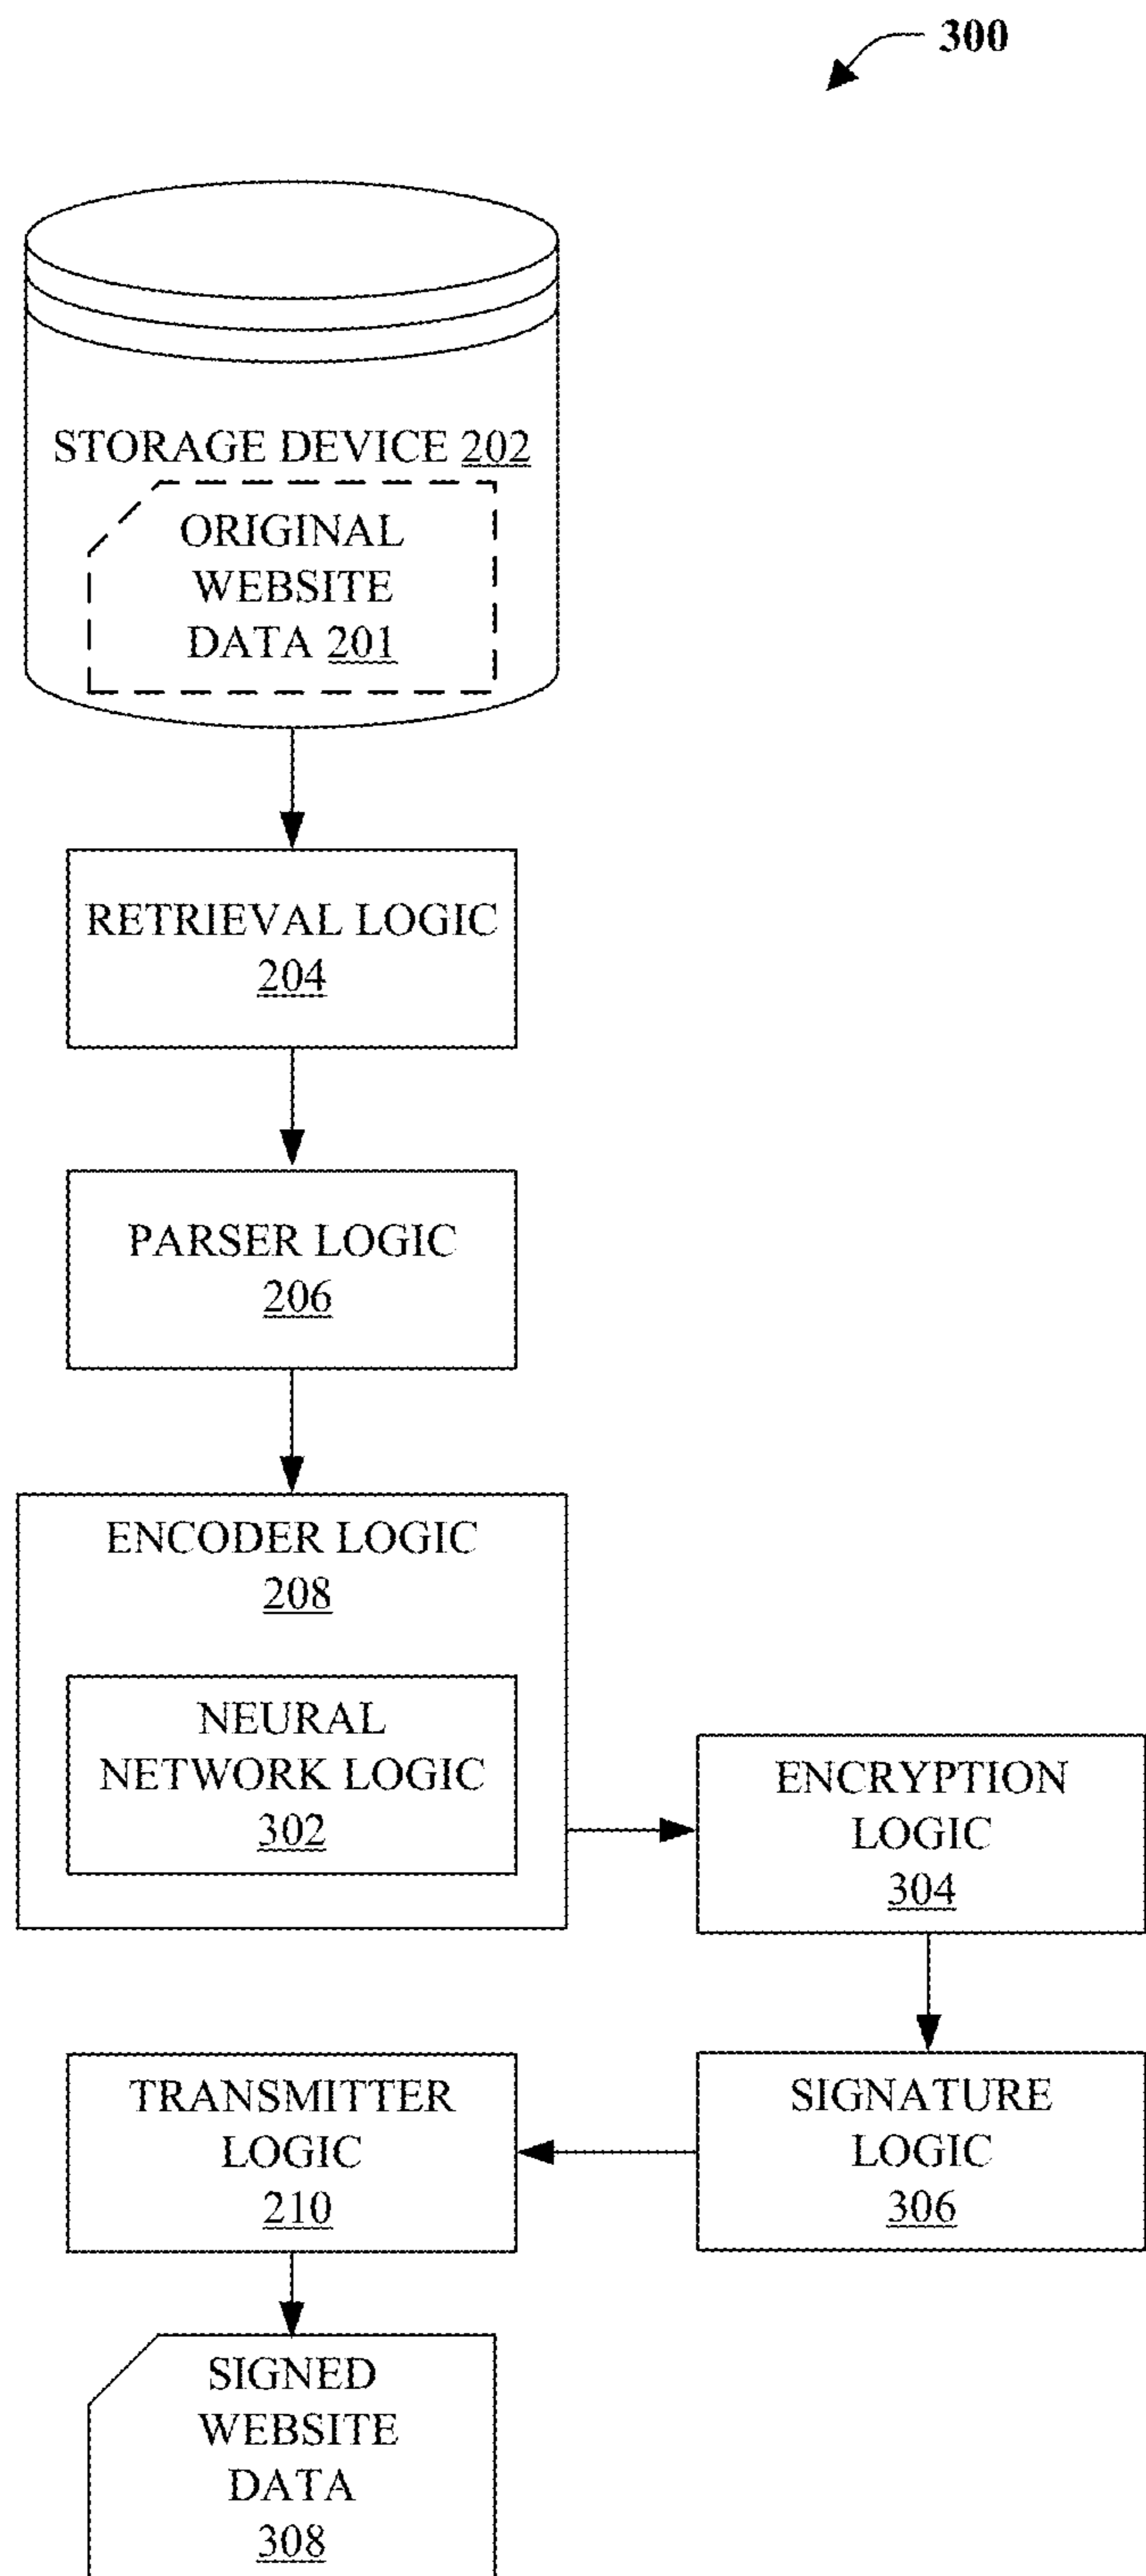 300
STORAGE DEVICE 202
ORIGINAL
WEBSITE
DATA 201
RETRIEVAL LOGIC
204
PARSER LOGIC
206
ENCODER LOGIC
208
NEURAL
NETWORK LOGIC
302
ENCRYPTION
LOGIC
304
SIGNATURE
LOGIC
306
TRANSMITTER
LOGIC
210
SIGNED
WEBSITE
DATA
308